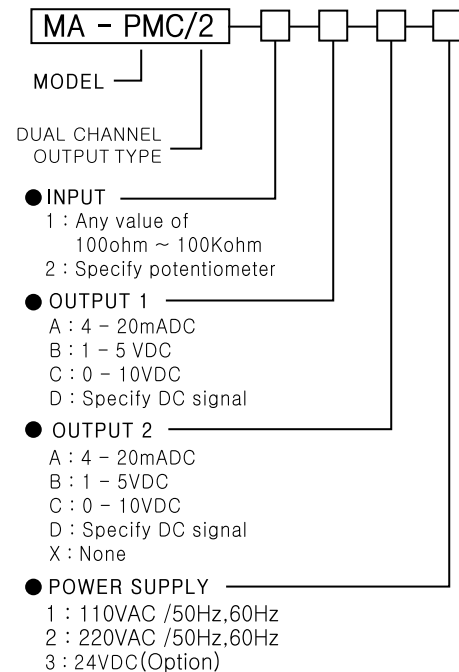 MA - PMC/2
MODEL
DUAL CHANNEL
OUTPUT TYPE
● INPUT
1 : Any value of
100ohm ~ 100Kohm
2 : Specify potentiometer
● OUTPUT 1
A : 4 - 20mADC
B : 1 - 5 VDC
C : 0 - 10VDC
D : Specify DC signal
● OUTPUT 2
A : 4 - 20mADC
B : 1 - 5VDC
C : 0 - 10VDC
D : Specify DC signal
X : None
● POWER SUPPLY
1 : 110VAC /50Hz,60Hz
2 : 220VAC /50Hz,60Hz
3 : 24VDC(Option)